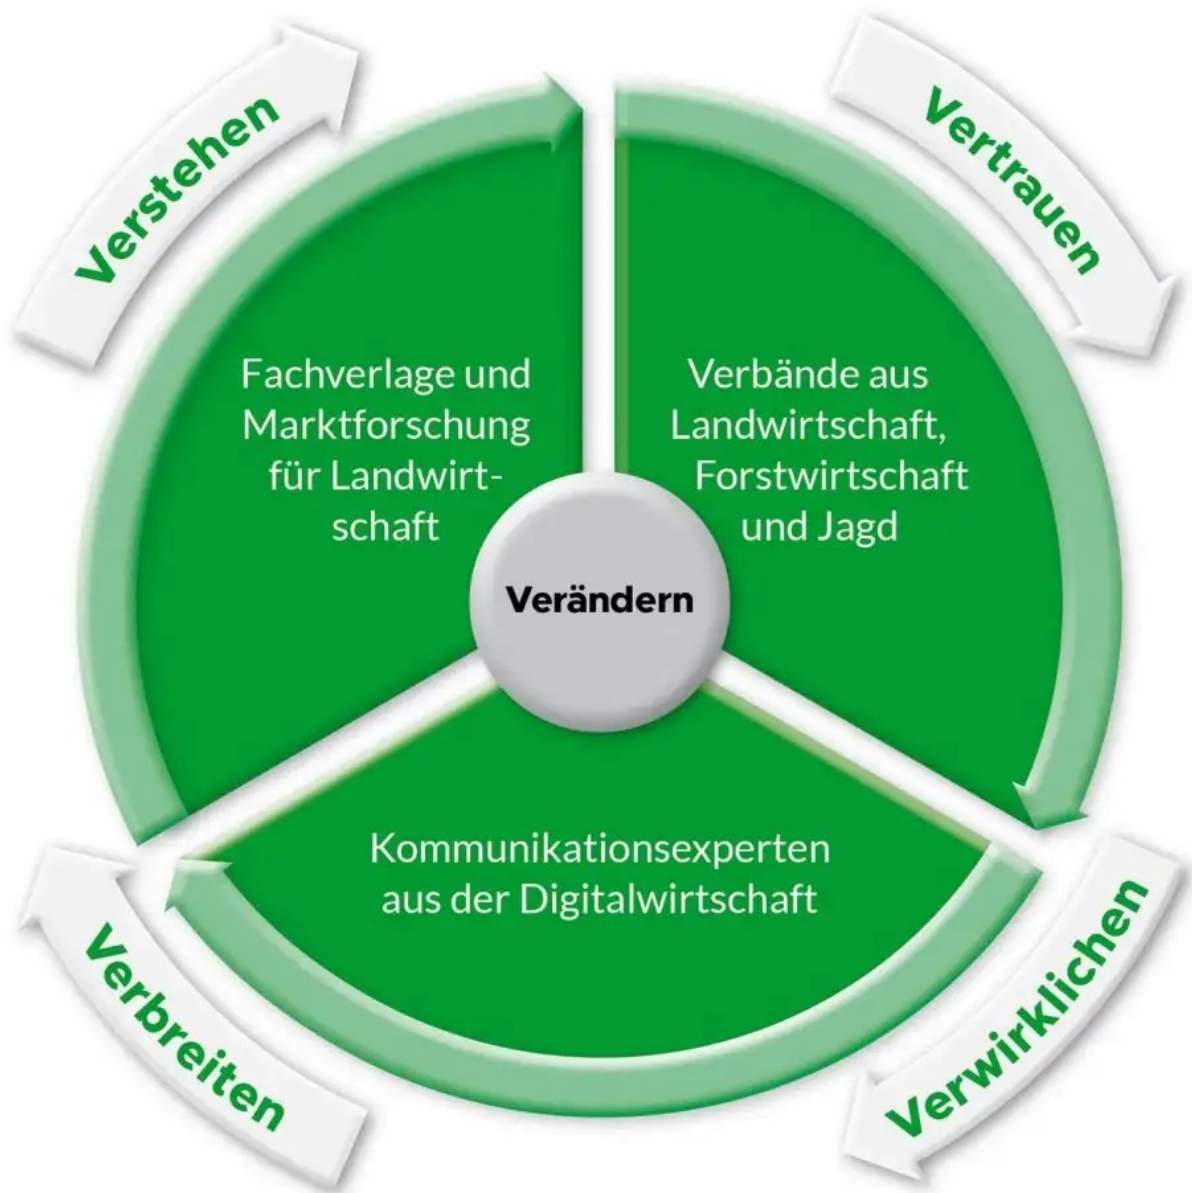 Verstehen
Vertrauen
Fachverlage und
Marktforschung
für Landwirt-
schaft
Verbände aus
Landwirtschaft,
Forstwirtschaft
und Jagd
Verändern
Kommunikationsexperten
aus der Digitalwirtschaft
Verbreiten
Verwirklichen